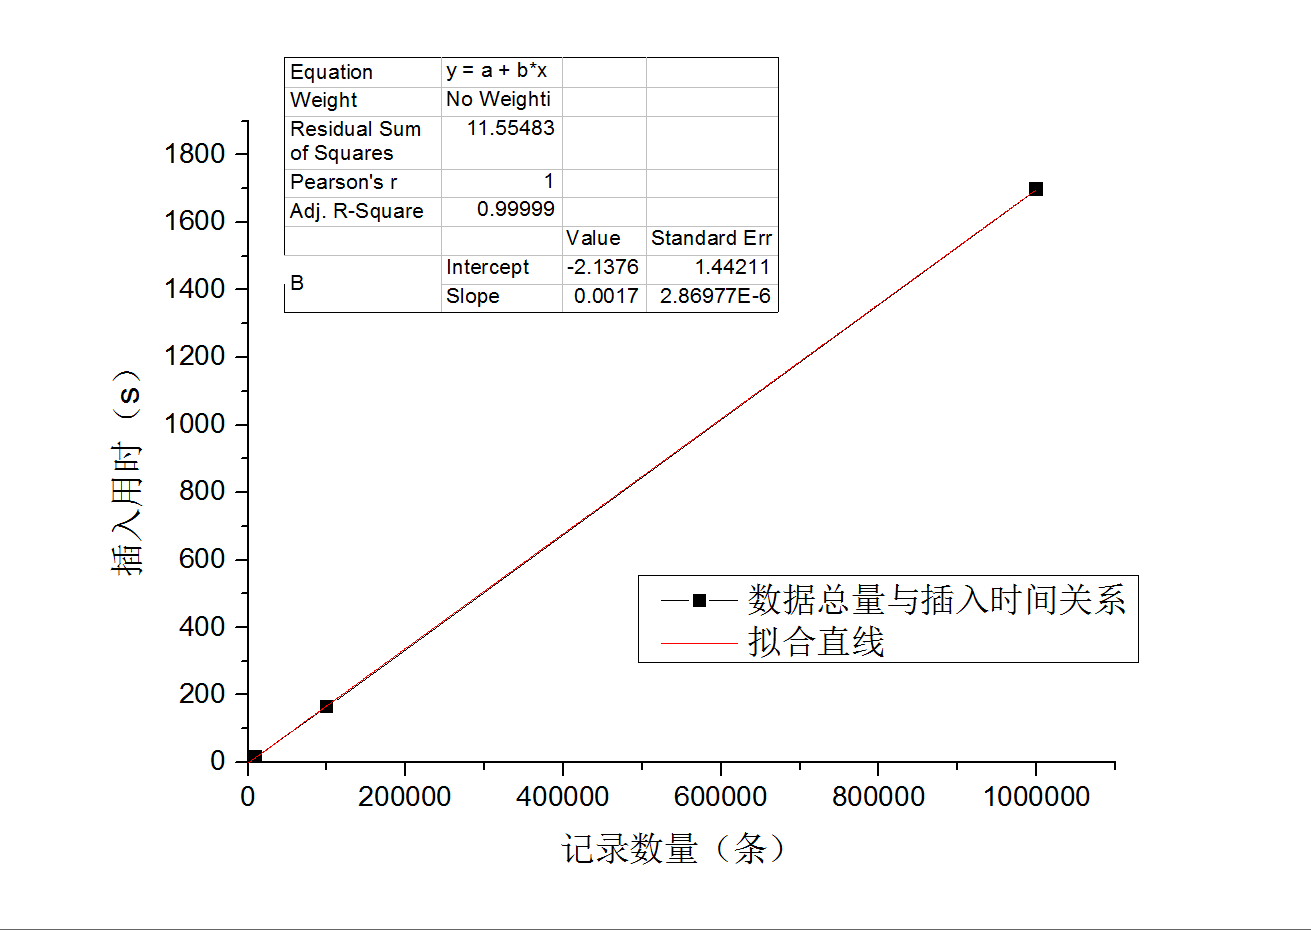 Equation y = a + b*x
Weight No Weighti
Residual Sum of Squares 11.55483
Pearson's r 1
Adj. R-Square 0.99999
Value Standard Err
B Intercept -2.1376 1.44211
Slope 0.0017 2.86977E-6
1800
1600
1400
1200
1000
800
600
400
200
0
插入用时（s）
数据总量与插入时间关系
拟合直线
0 200000 400000 600000 800000 1000000
记录数量（条）